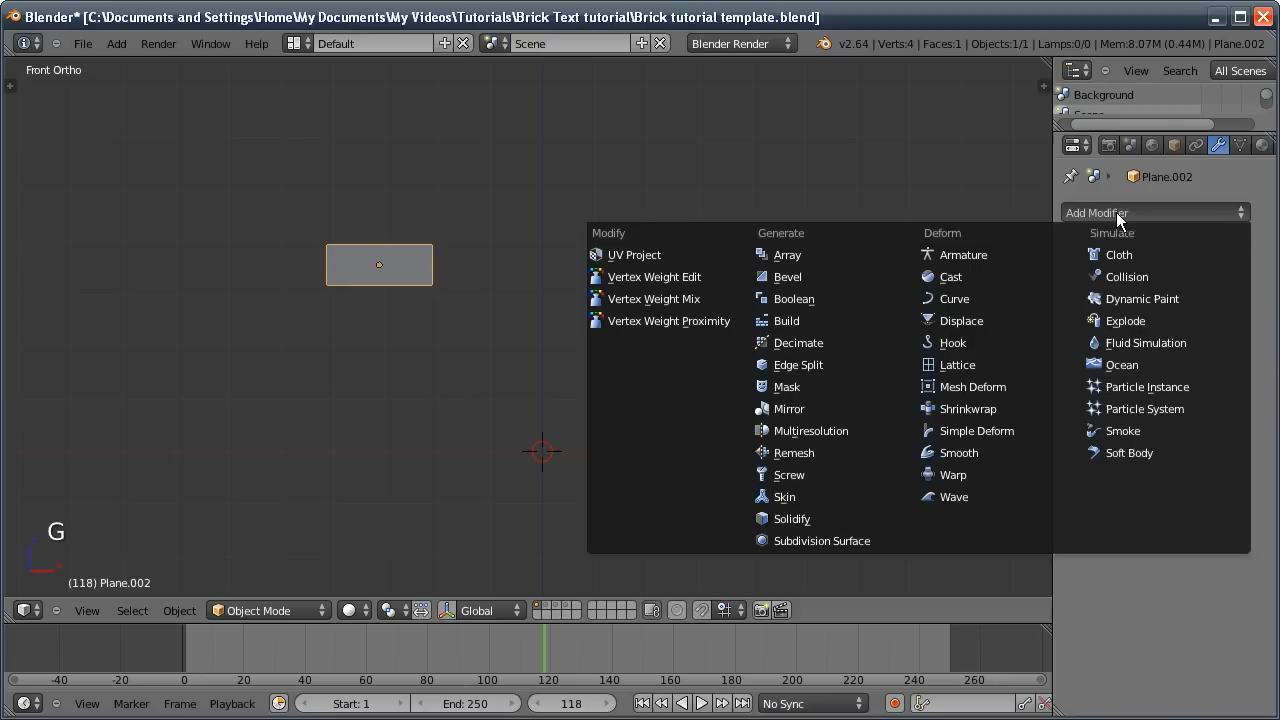 Blender* [C:\Documents and Settings\Home\My Documents\My Videos\Tutorials\Brick Text tutorial\Brick tutorial template.blend]
File Add Render Window Help Default Scene Blender Render v2.64 | Verts:4 | Faces:1 | Objects:1/1 | Lamps:0/0 | Mem:8.07M (0.44M) | Plane.002
Front Ortho
View Search All Scenes
Background
Plane.002
Add Modifier
Modify Generate Deform Simulate
UV Project Array Armature Cloth
Vertex Weight Edit Bevel Cast Collision
Vertex Weight Mix Boolean Curve Dynamic Paint
Vertex Weight Proximity Build Displace Explode
Decimate Hook Fluid Simulation
Edge Split Lattice Ocean
Mask Mesh Deform Particle Instance
Mirror Shrinkwrap Particle System
Multiresolution Simple Deform Smoke
Remesh Smooth Soft Body
Screw Warp
Skin Wave
Solidify
Subdivision Surface
G
(118) Plane.002
View Select Object Object Mode Global
-40 -20 0 20 40 60 80 100 120 140 160 180 200 220 240 260
View Marker Frame Playback Start: 1 End: 250 118 No Sync